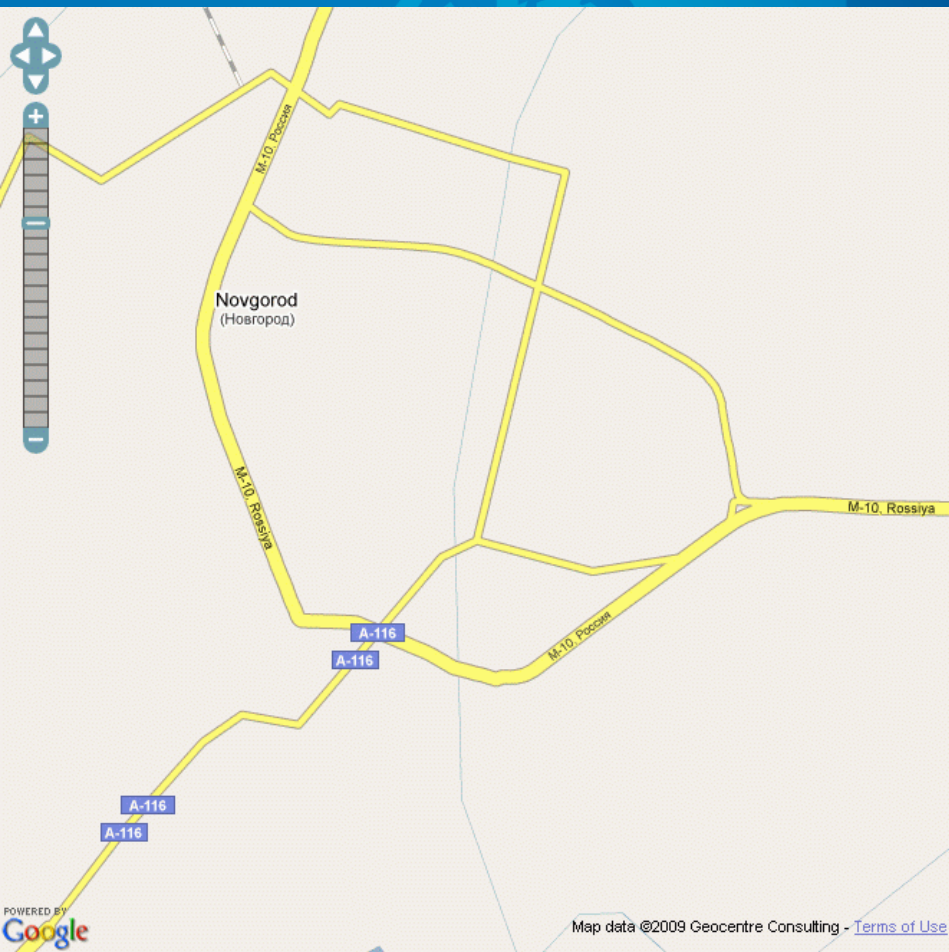 М-10, Россия
Novgorod
(Новгород)
M-10, Rossiya
M-10, Rossiya
A-116
A-116
М-10, Россия
A-116
A-116
POWERED BY
Google
Map data ©2009 Geocentre Consulting - Terms of Use